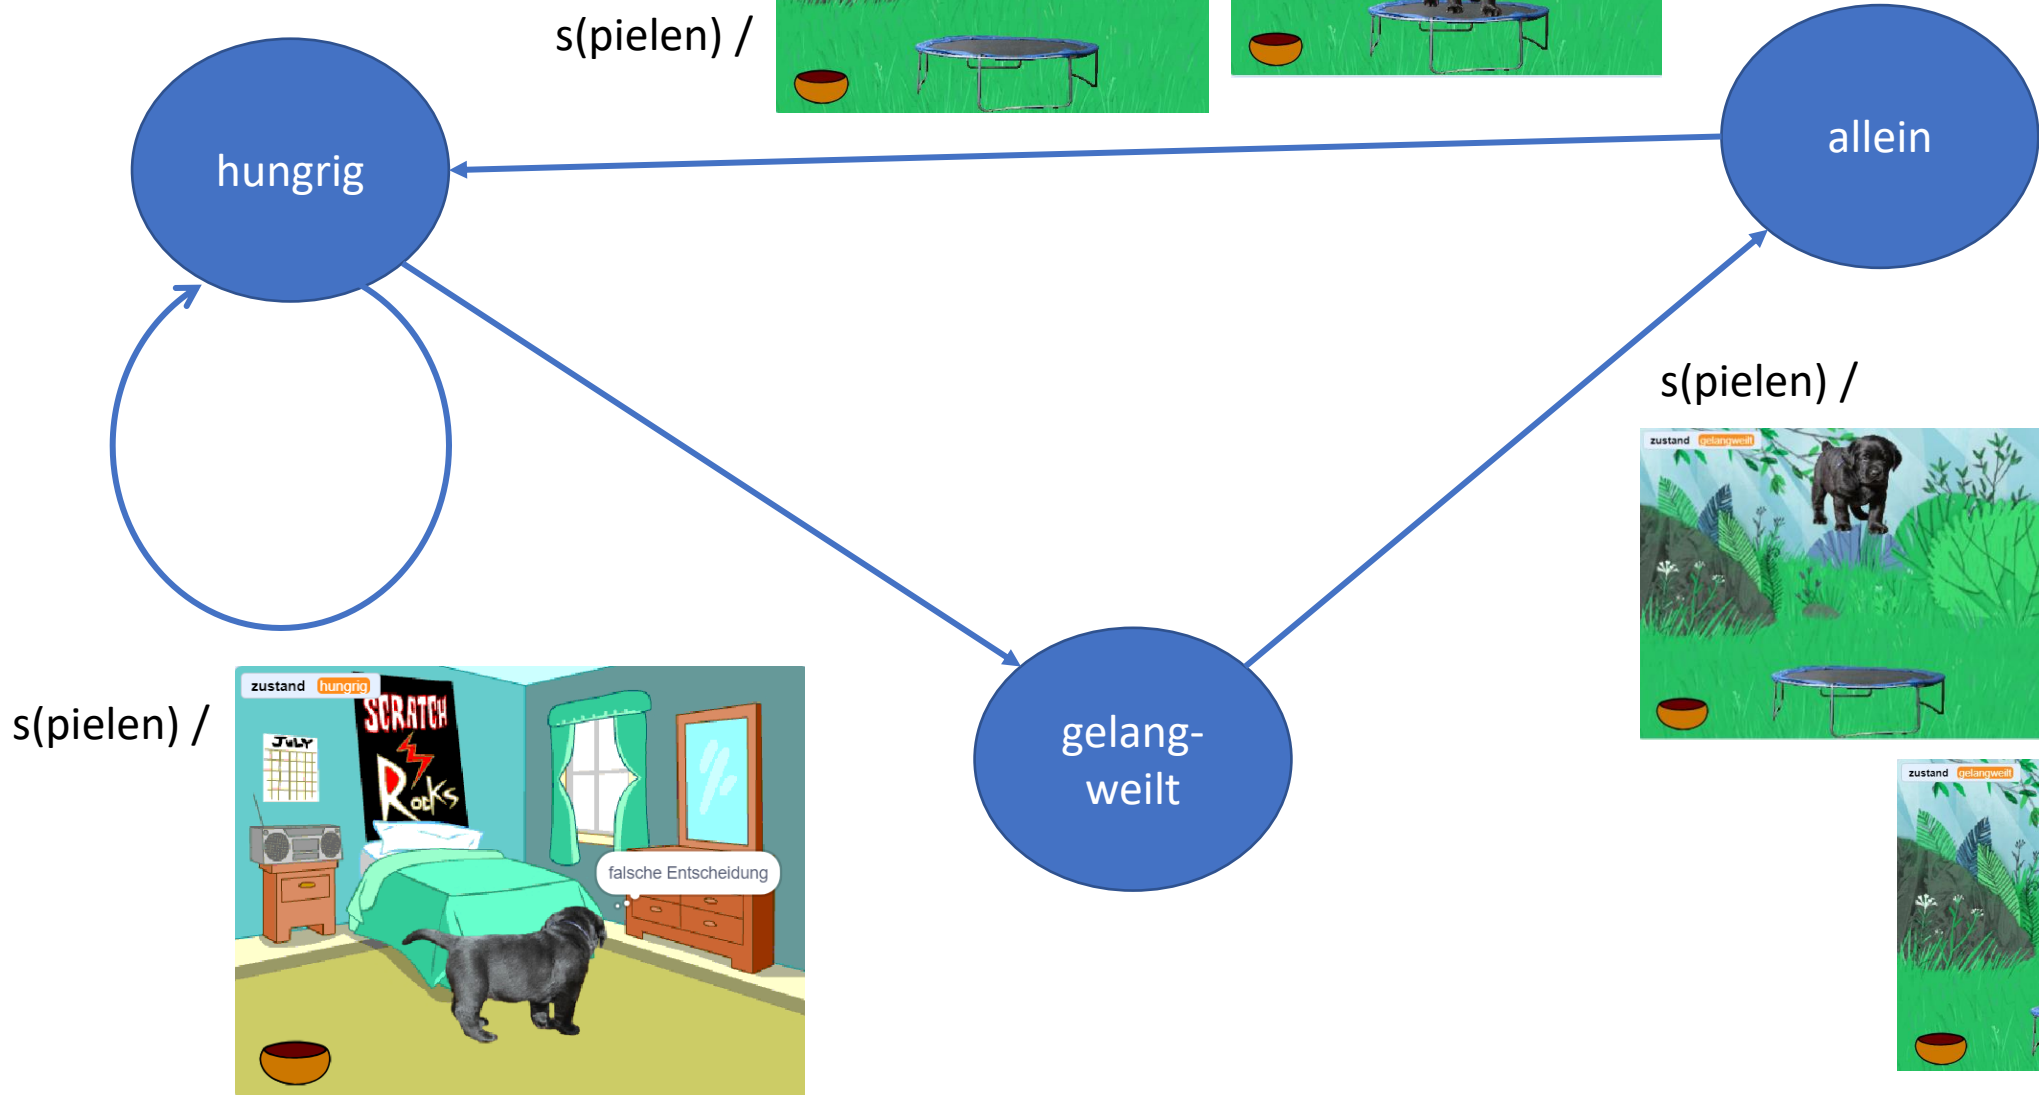 s(pielen) /
hungrig
allein
s(pielen) /
zustand gelangweilt
s(pielen) /
zustand hungrig
SCRATCH
ROCKS
JULY
falsche Entscheidung
gelang-
weilt
zustand gelangweilt